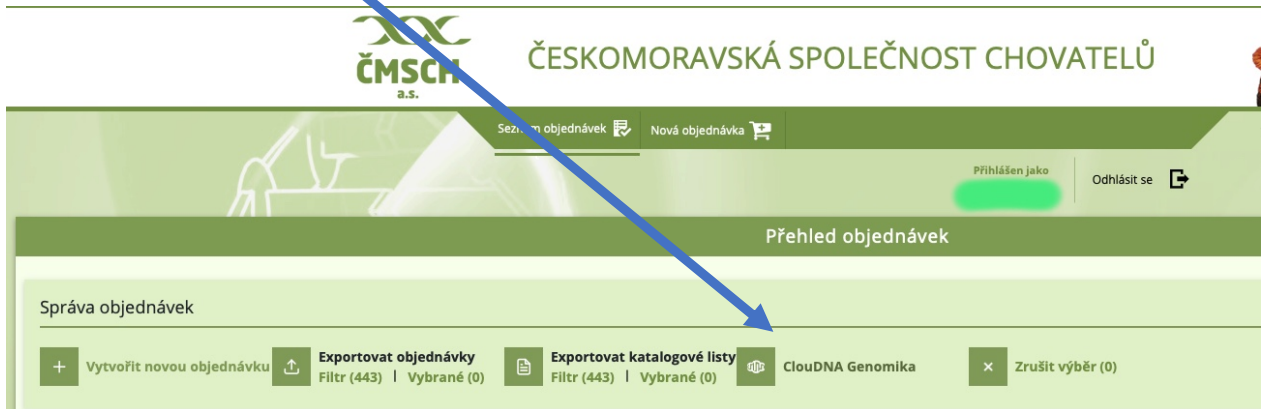 ČMSCH
a.s.
ČESKOMORAVSKÁ SPOLEČNOST CHOVATELŮ
Seznam objednávek Nová objednávka
Přihlášen jako
Odhlásit se
Přehled objednávek
Správa objednávek
Vytvořit novou objednávku
Exportovat objednávky
Filtr (443) | Vybrané (0)
Exportovat katalogové listy
Filtr (443) | Vybrané (0)
ClouDNA Genomika
Zrušit výběr (0)